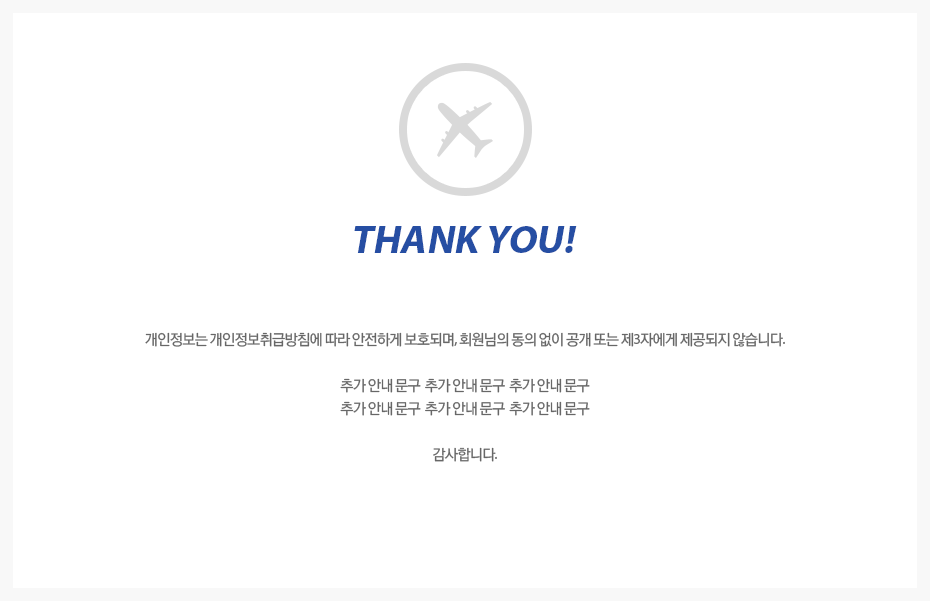 THANK YOU!
개인정보는 개인정보취급방침에 따라 안전하게 보호되며, 회원님의 동의 없이 공개 또는 제3자에게 제공되지 않습니다.
추가 안내 문구 추가 안내 문구 추가 안내 문구
추가 안내 문구 추가 안내 문구 추가 안내 문구
감사합니다.